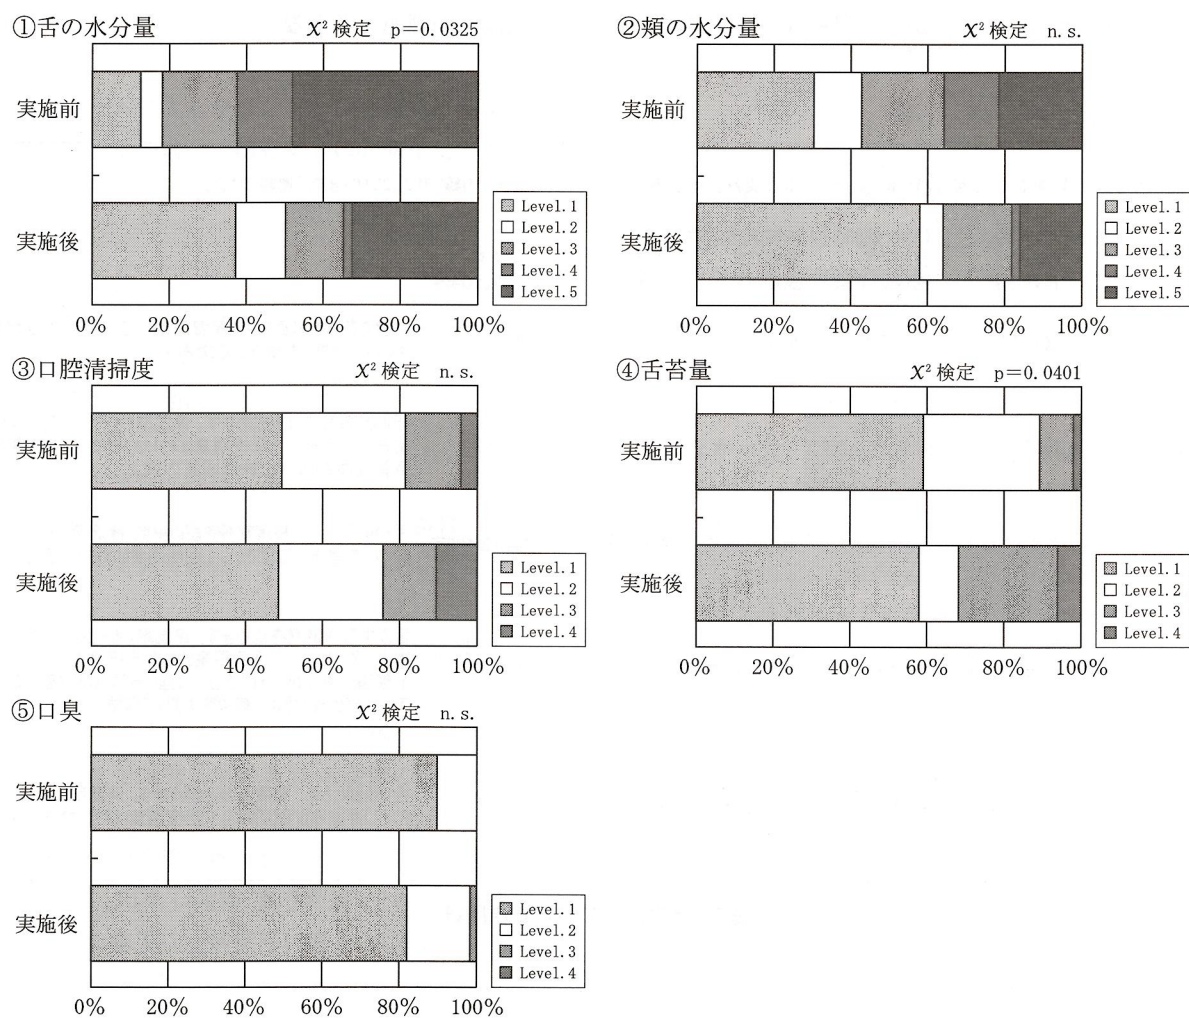 ①舌の水分量 χ² 検定 p=0.0325
実施前
実施後
Level.1
Level.2
Level.3
Level.4
Level.5
0% 20% 40% 60% 80% 100%
②頬の水分量 χ² 検定 n.s.
実施前
実施後
Level.1
Level.2
Level.3
Level.4
Level.5
0% 20% 40% 60% 80% 100%
③口腔清掃度 χ² 検定 n.s.
実施前
実施後
Level.1
Level.2
Level.3
Level.4
0% 20% 40% 60% 80% 100%
④舌苔量 χ² 検定 p=0.0401
実施前
実施後
Level.1
Level.2
Level.3
Level.4
0% 20% 40% 60% 80% 100%
⑤口臭 χ² 検定 n.s.
実施前
実施後
Level.1
Level.2
Level.3
Level.4
0% 20% 40% 60% 80% 100%